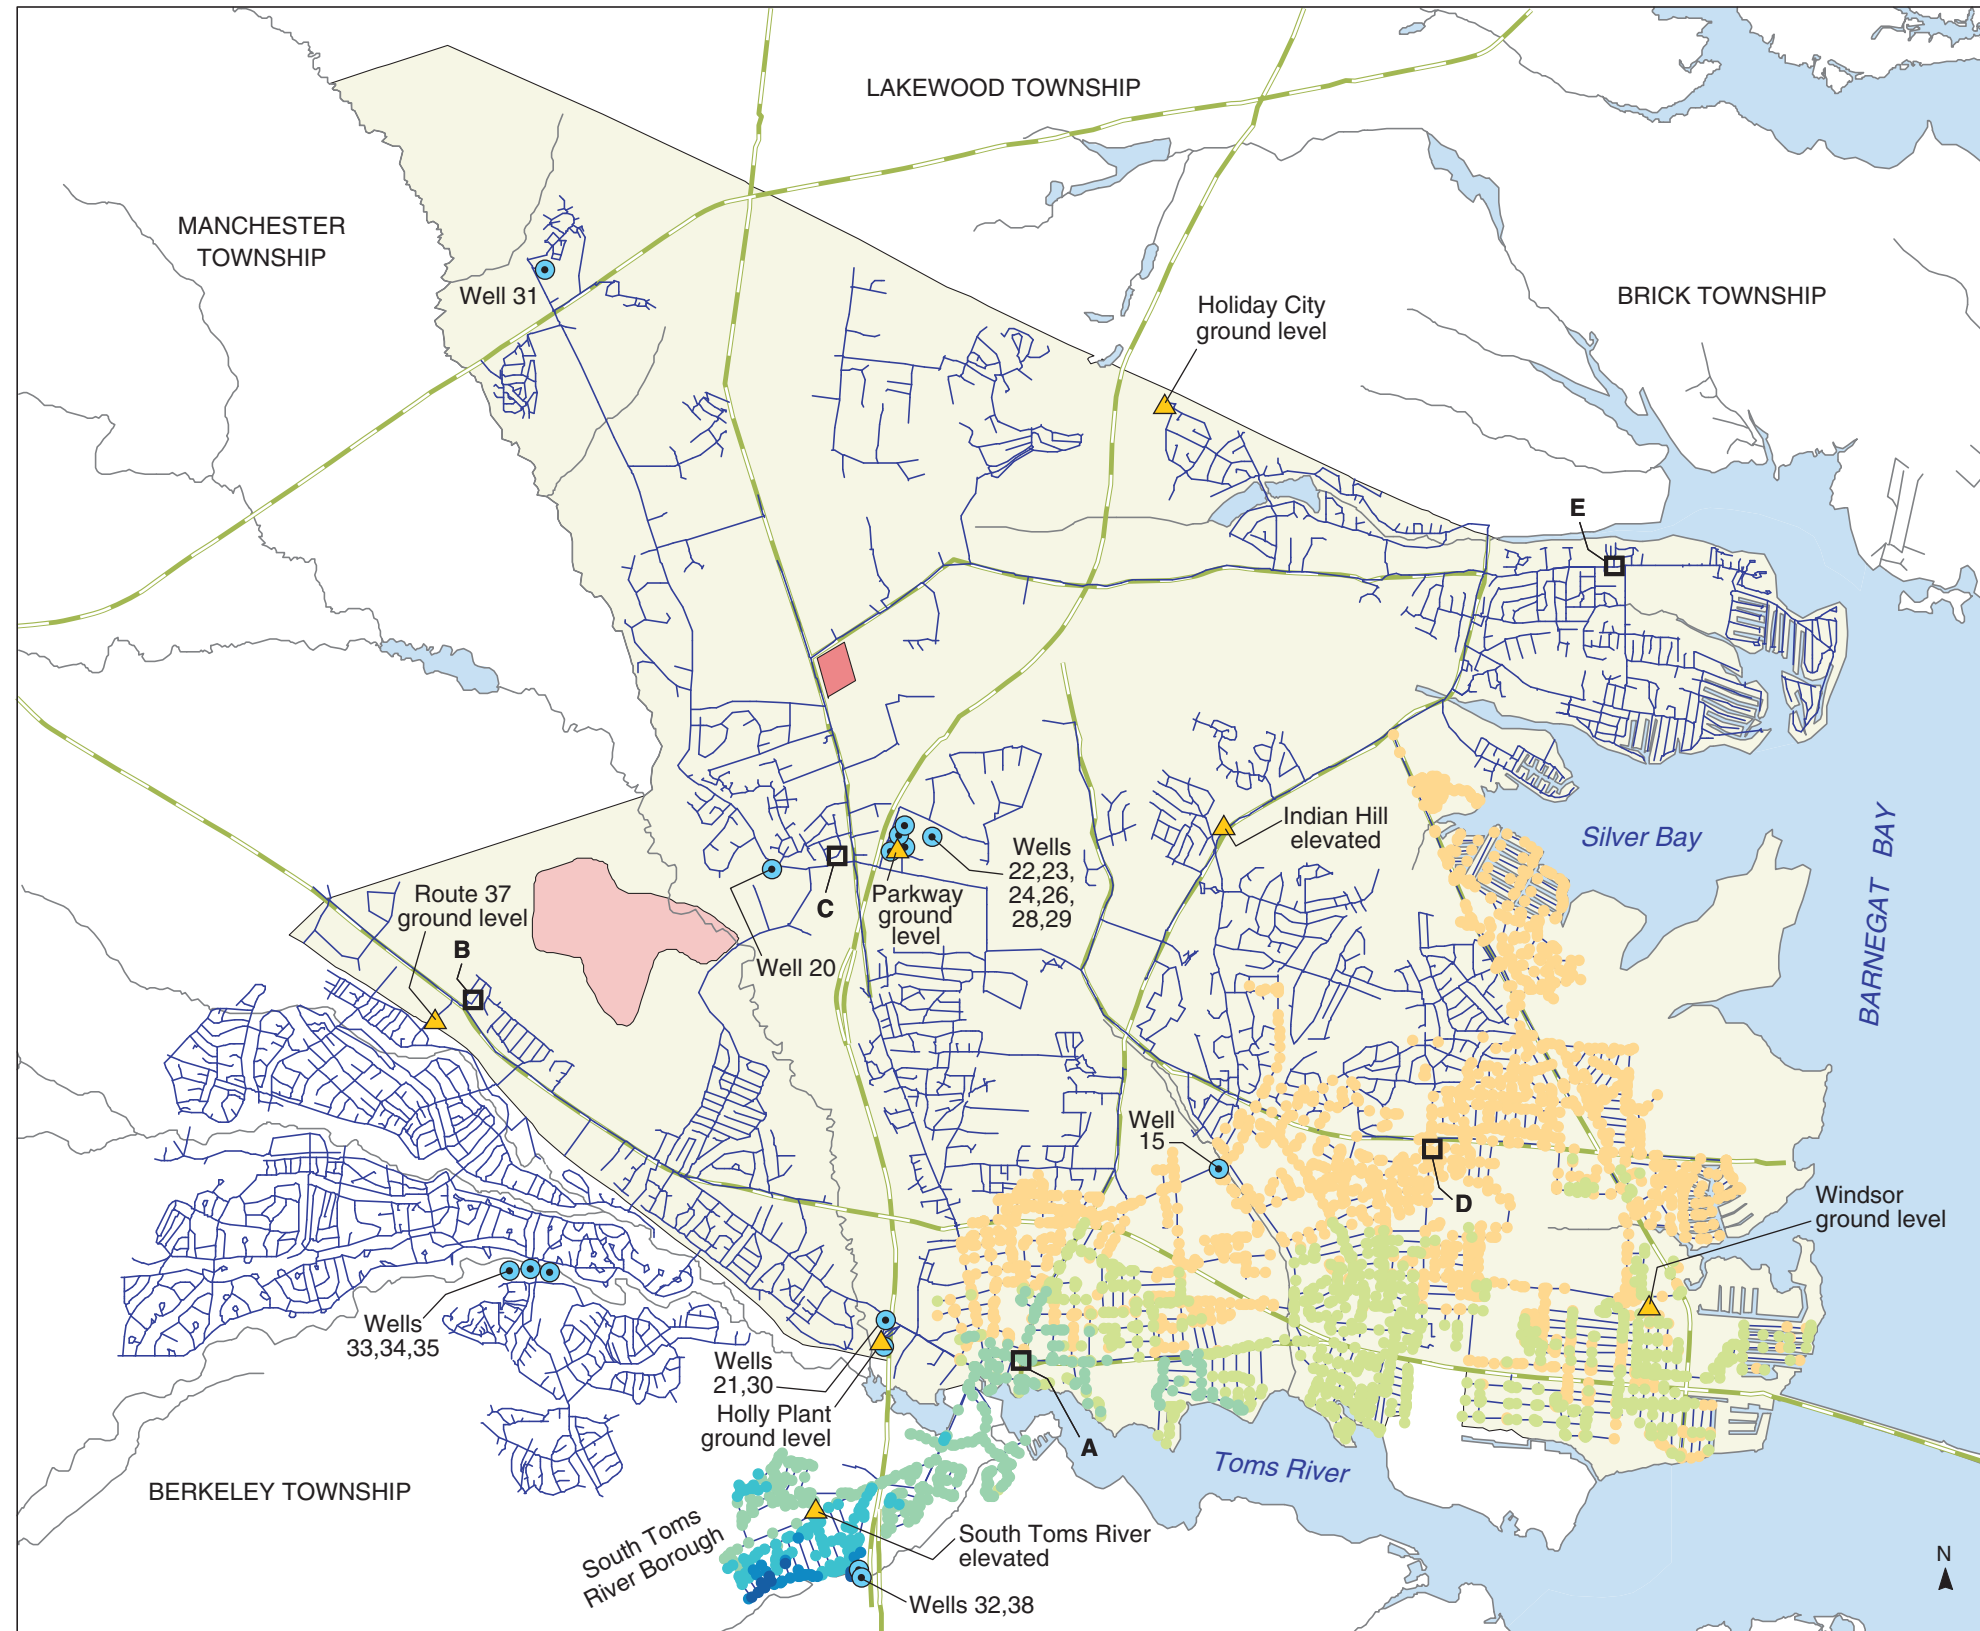 LAKEWOOD TOWNSHIP
MANCHESTER
TOWNSHIP
Well 31
Holiday City
ground level
BRICK TOWNSHIP
E
Indian Hill
elevated
Silver Bay
BARNEGAT BAY
Wells
22,23,
24,26,
28,29
Parkway
ground
level
C
Well 20
Route 37
ground level
B
Well
15
D
Windsor
ground level
Wells
33,34,35
Wells
21,30
Holly Plant
ground level
A
Toms River
BERKELEY TOWNSHIP
South Toms
River Borough
South Toms River
elevated
Wells 32,38
N